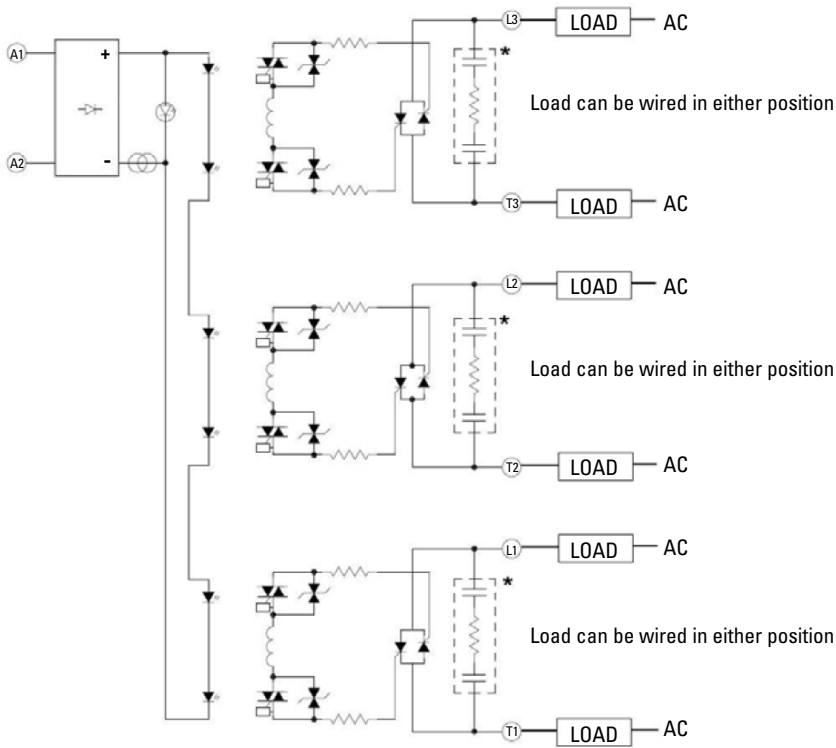 L3 LOAD AC
A1 + *
Load can be wired in either position
A2 -
T3 LOAD AC
L2 LOAD AC
*
Load can be wired in either position
T2 LOAD AC
L1 LOAD AC
*
Load can be wired in either position
T1 LOAD AC